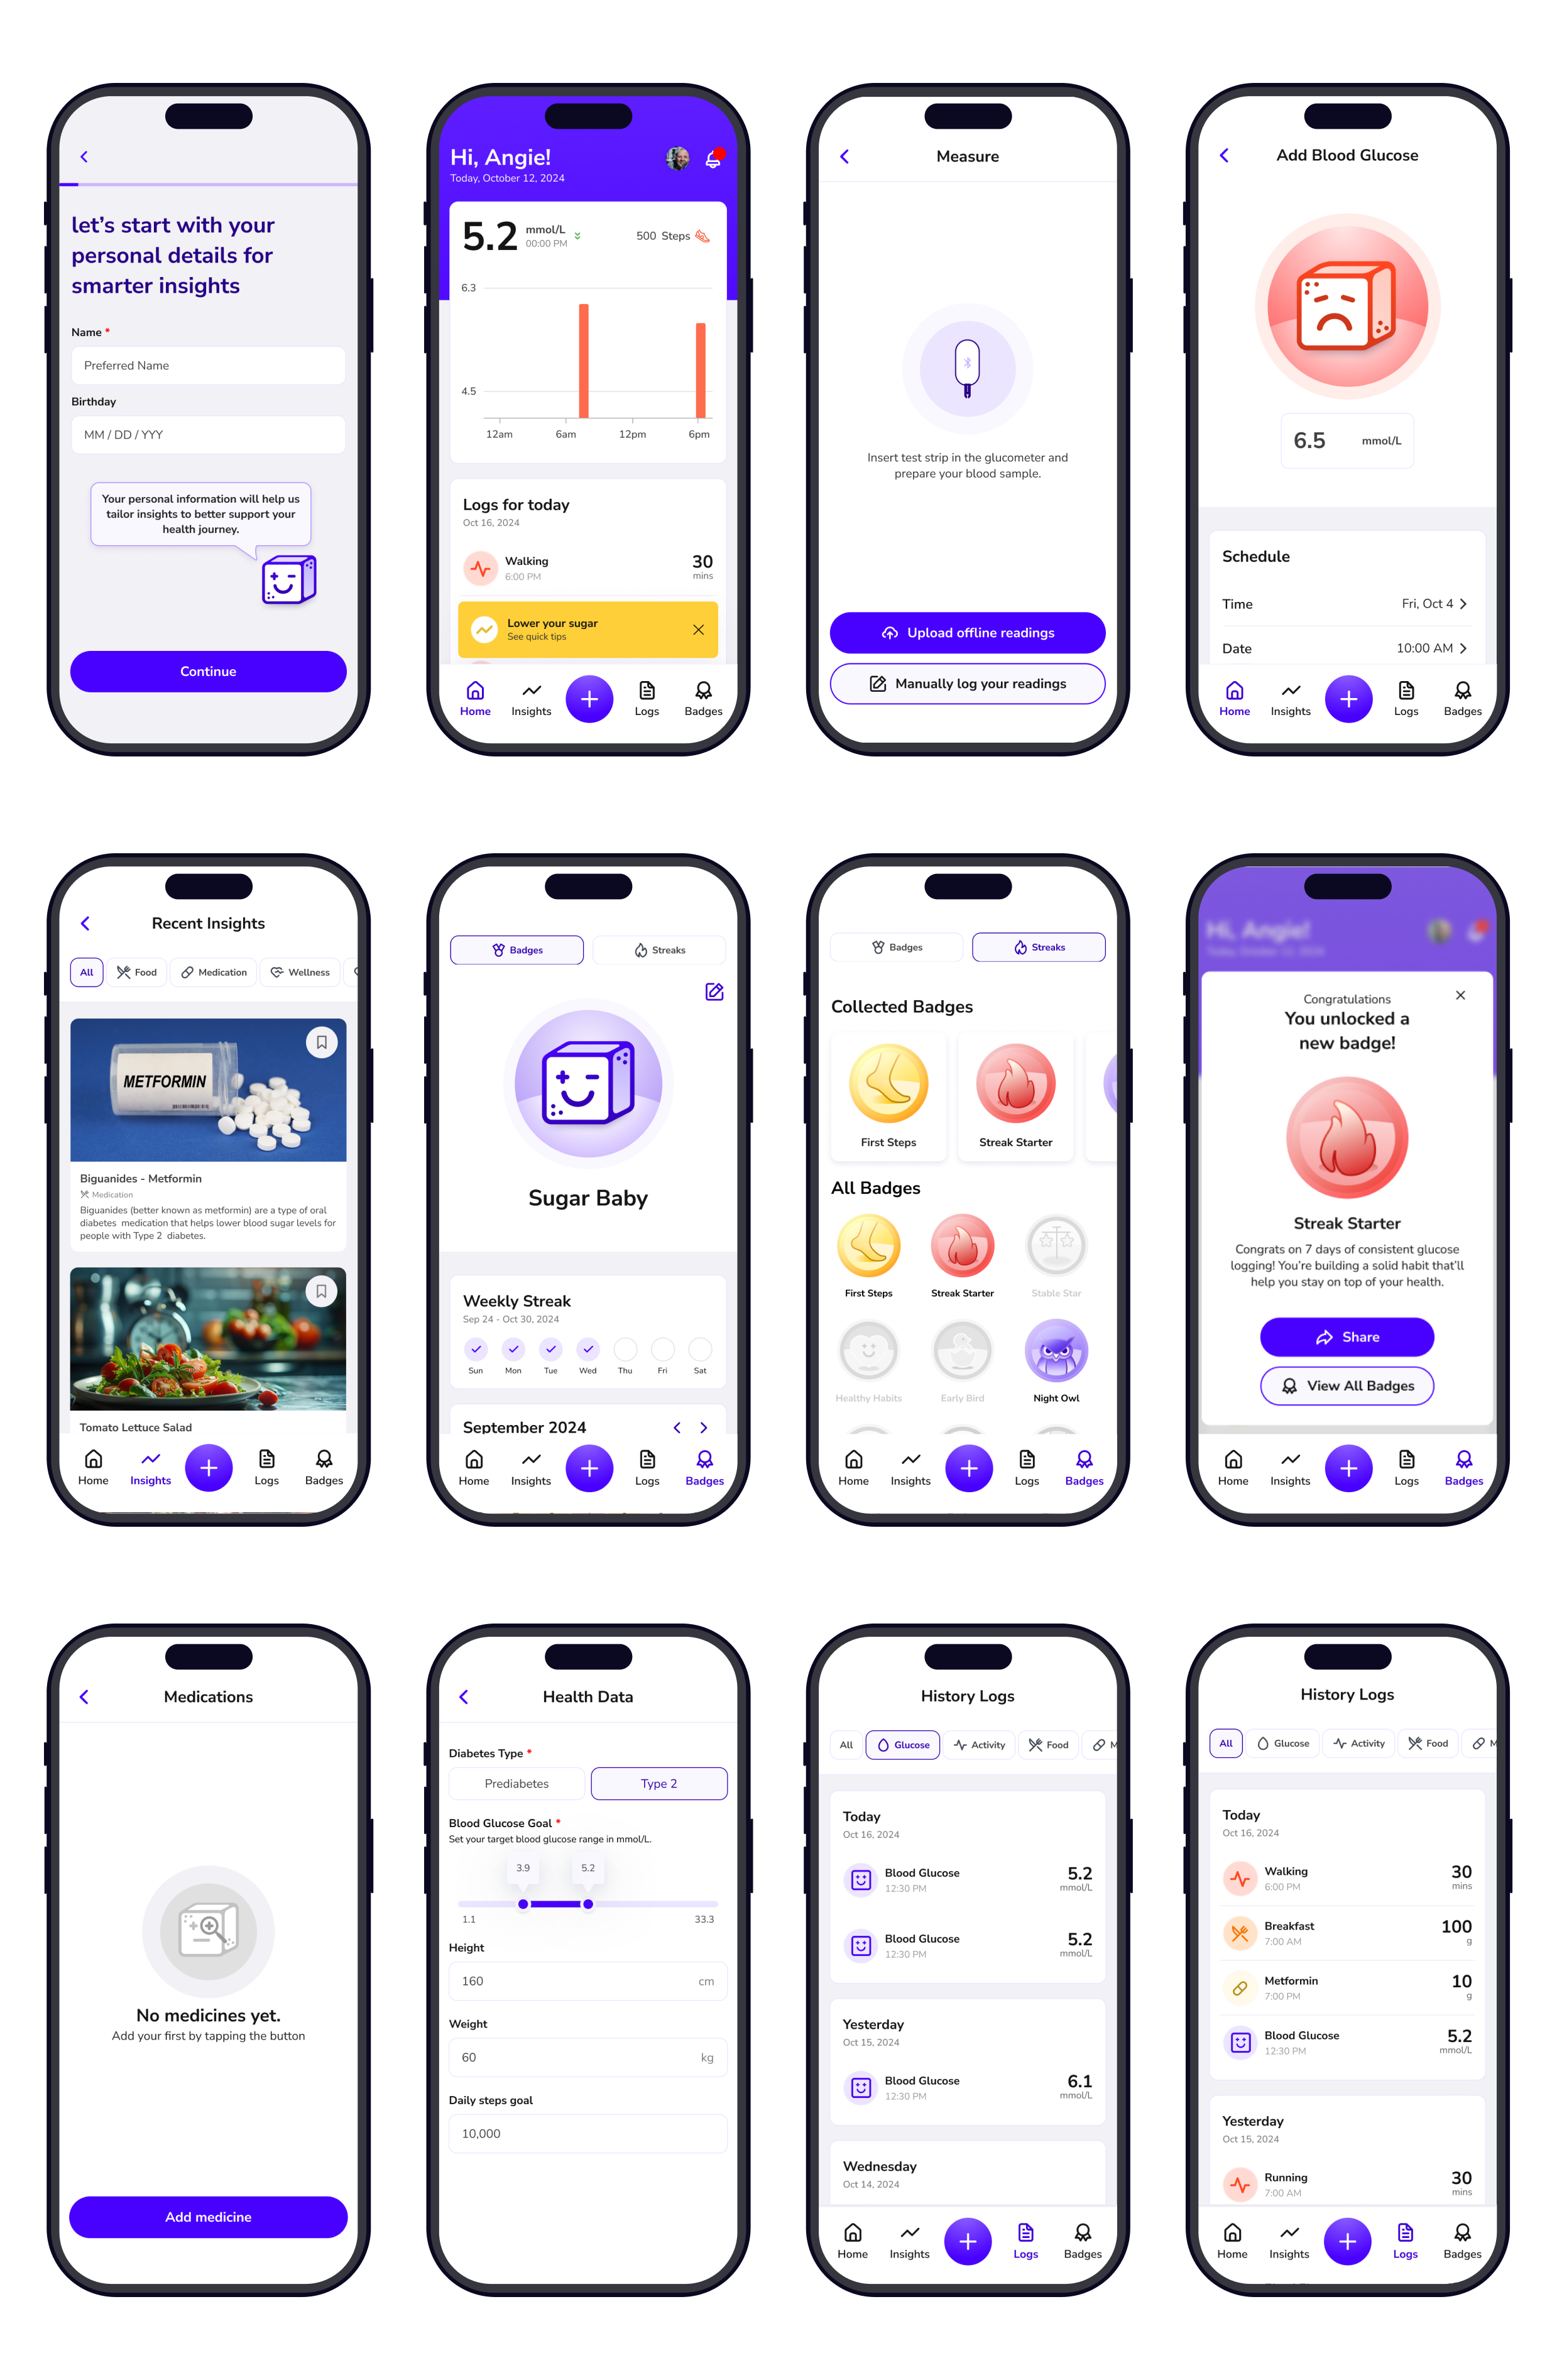 let's start with your
personal details for
smarter insights
Name *
Preferred Name
Birthday
MM / DD / YYY
Your personal information will help us
tailor insights to better support your
health journey.
Continue
Hi, Angie!
Today, October 12, 2024
5.2 mmol/L
00:00 PM
500 Steps
6.3
4.5
12am 6am 12pm 6pm
Logs for today
Oct 16, 2024
Walking 30
6:00 PM mins
Lower your sugar
See quick tips
Home Insights Logs Badges
Measure
Insert test strip in the glucometer and
prepare your blood sample.
Upload offline readings
Manually log your readings
Add Blood Glucose
6.5 mmol/L
Schedule
Time Fri, Oct 4
Date 10:00 AM
Home Insights Logs Badges
Recent Insights
All Food Medication Wellness
METFORMIN
Biguanides - Metformin
Medication
Biguanides (better known as metformin) are a type of oral
diabetes medication that helps lower blood sugar levels for
people with Type 2 diabetes.
Tomato Lettuce Salad
Home Insights Logs Badges
Badges Streaks
Sugar Baby
Weekly Streak
Sep 24 - Oct 30, 2024
Sun Mon Tue Wed Thu Fri Sat
September 2024
Home Insights Logs Badges
Badges Streaks
Collected Badges
First Steps Streak Starter
All Badges
First Steps Streak Starter Stable Star
Healthy Habits Early Bird Night Owl
Home Insights Logs Badges
Hi, Angie!
Today, October 12, 2024
Congratulations
You unlocked a
new badge!
Streak Starter
Congrats on 7 days of consistent glucose
logging! You're building a solid habit that'll
help you stay on top of your health.
Share
View All Badges
Home Insights Logs Badges
Medications
No medicines yet.
Add your first by tapping the button
Add medicine
Health Data
Diabetes Type *
Prediabetes Type 2
Blood Glucose Goal *
Set your target blood glucose range in mmol/L.
3.9 5.2
1.1 33.3
Height
160 cm
Weight
60 kg
Daily steps goal
10,000
History Logs
All Glucose Activity Food M
Today
Oct 16, 2024
Blood Glucose 5.2
12:30 PM mmol/L
Blood Glucose 5.2
12:30 PM mmol/L
Yesterday
Oct 15, 2024
Blood Glucose 6.1
12:30 PM mmol/L
Wednesday
Oct 14, 2024
Home Insights Logs Badges
History Logs
All Glucose Activity Food M
Today
Oct 16, 2024
Walking 30
6:00 PM mins
Breakfast 100
7:00 AM g
Metformin 10
7:00 PM g
Blood Glucose 5.2
12:30 PM mmol/L
Yesterday
Oct 15, 2024
Running 30
7:00 AM mins
Home Insights Logs Badges